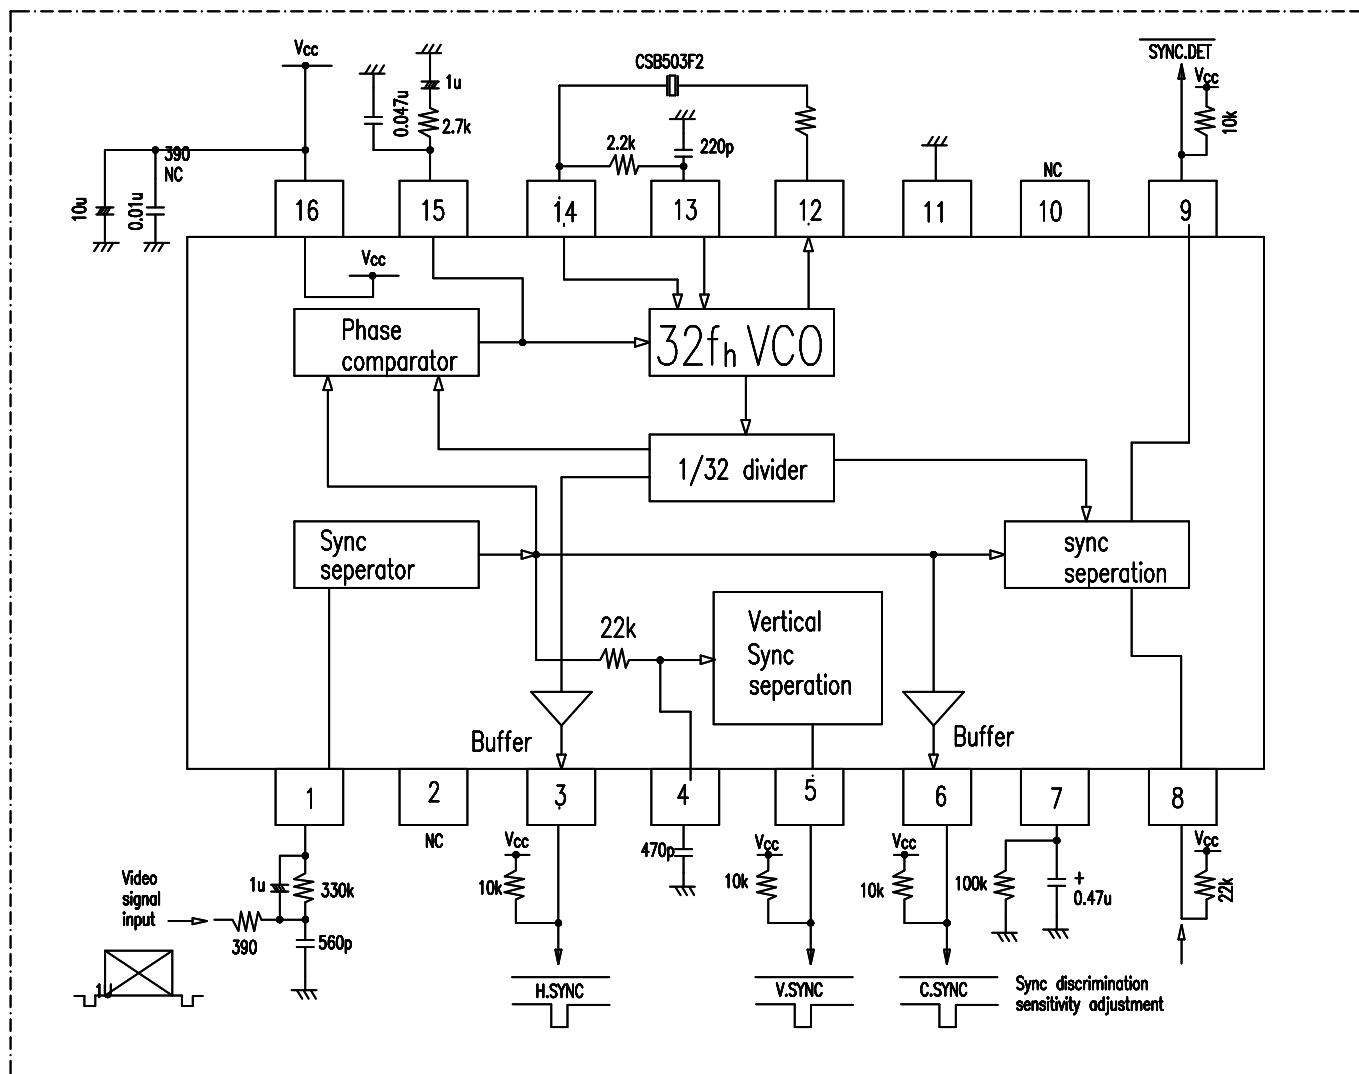 Vcc
1u
0.047u
2.7k
CSB503F2
2.2k
220p
SYNC.DET
Vcc
10k
390
NC
10u
0.01u
NC
16
15
14
13
12
11
10
9
Vcc
Phase
comparator
32fh VCO
1/32 divider
Sync
seperator
sync
seperation
22k
Vertical
Sync
seperation
Buffer
Buffer
1
2
3
4
5
6
7
8
NC
Vcc
10k
470p
Vcc
10k
Vcc
10k
100k
+
0.47u
Vcc
22k
1u
330k
Video
signal
input
390
560p
H.SYNC
V.SYNC
C.SYNC
Sync discrimination
sensitivity adjustment